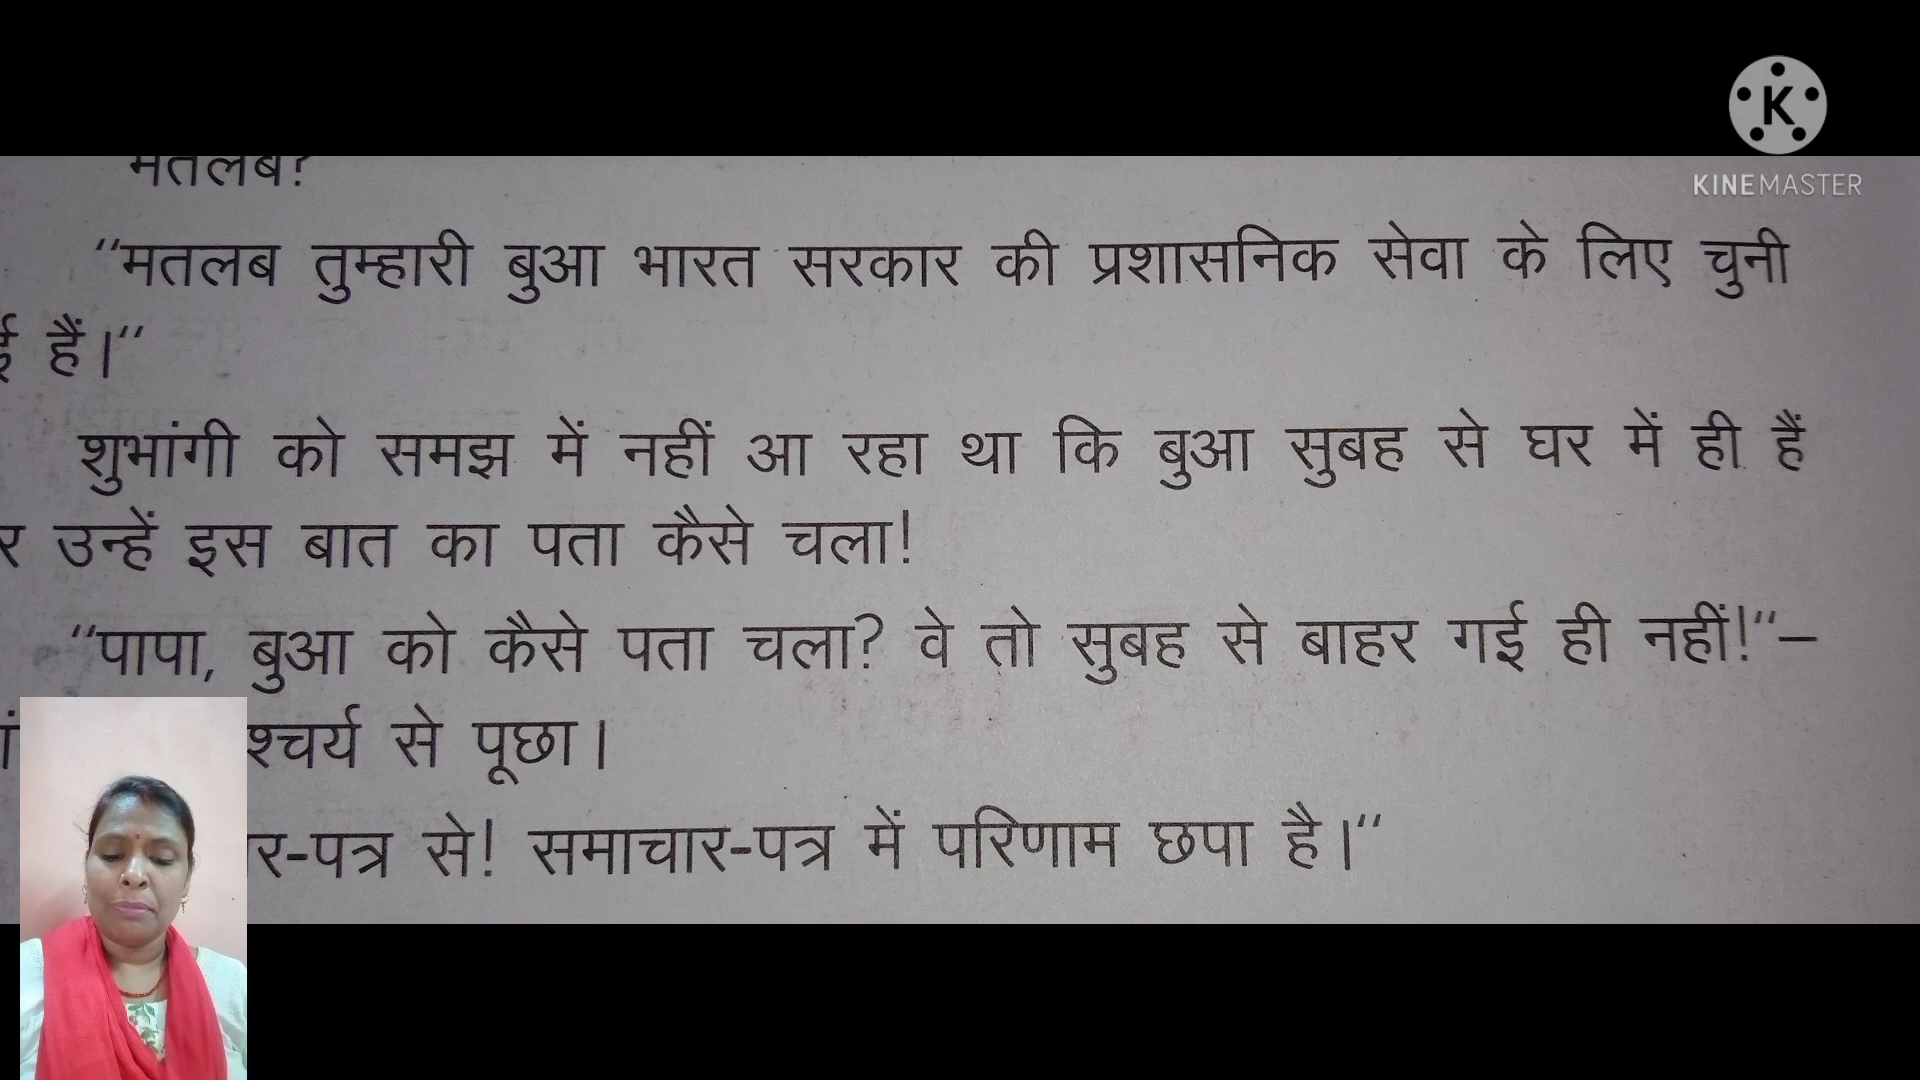 मतलब?
“मतलब तुम्हारी बुआ भारत सरकार की प्रशासनिक सेवा के लिए चुनी
हैं।”
शुभांगी को समझ में नहीं आ रहा था कि बुआ सुबह से घर में ही हैं
उन्हें इस बात का पता कैसे चला!
“पापा, बुआ को कैसे पता चला? वे तो सुबह से बाहर गई ही नहीं!”–
श्चर्य से पूछा।
र-पत्र से! समाचार-पत्र में परिणाम छपा है।”
K
KINEMASTER